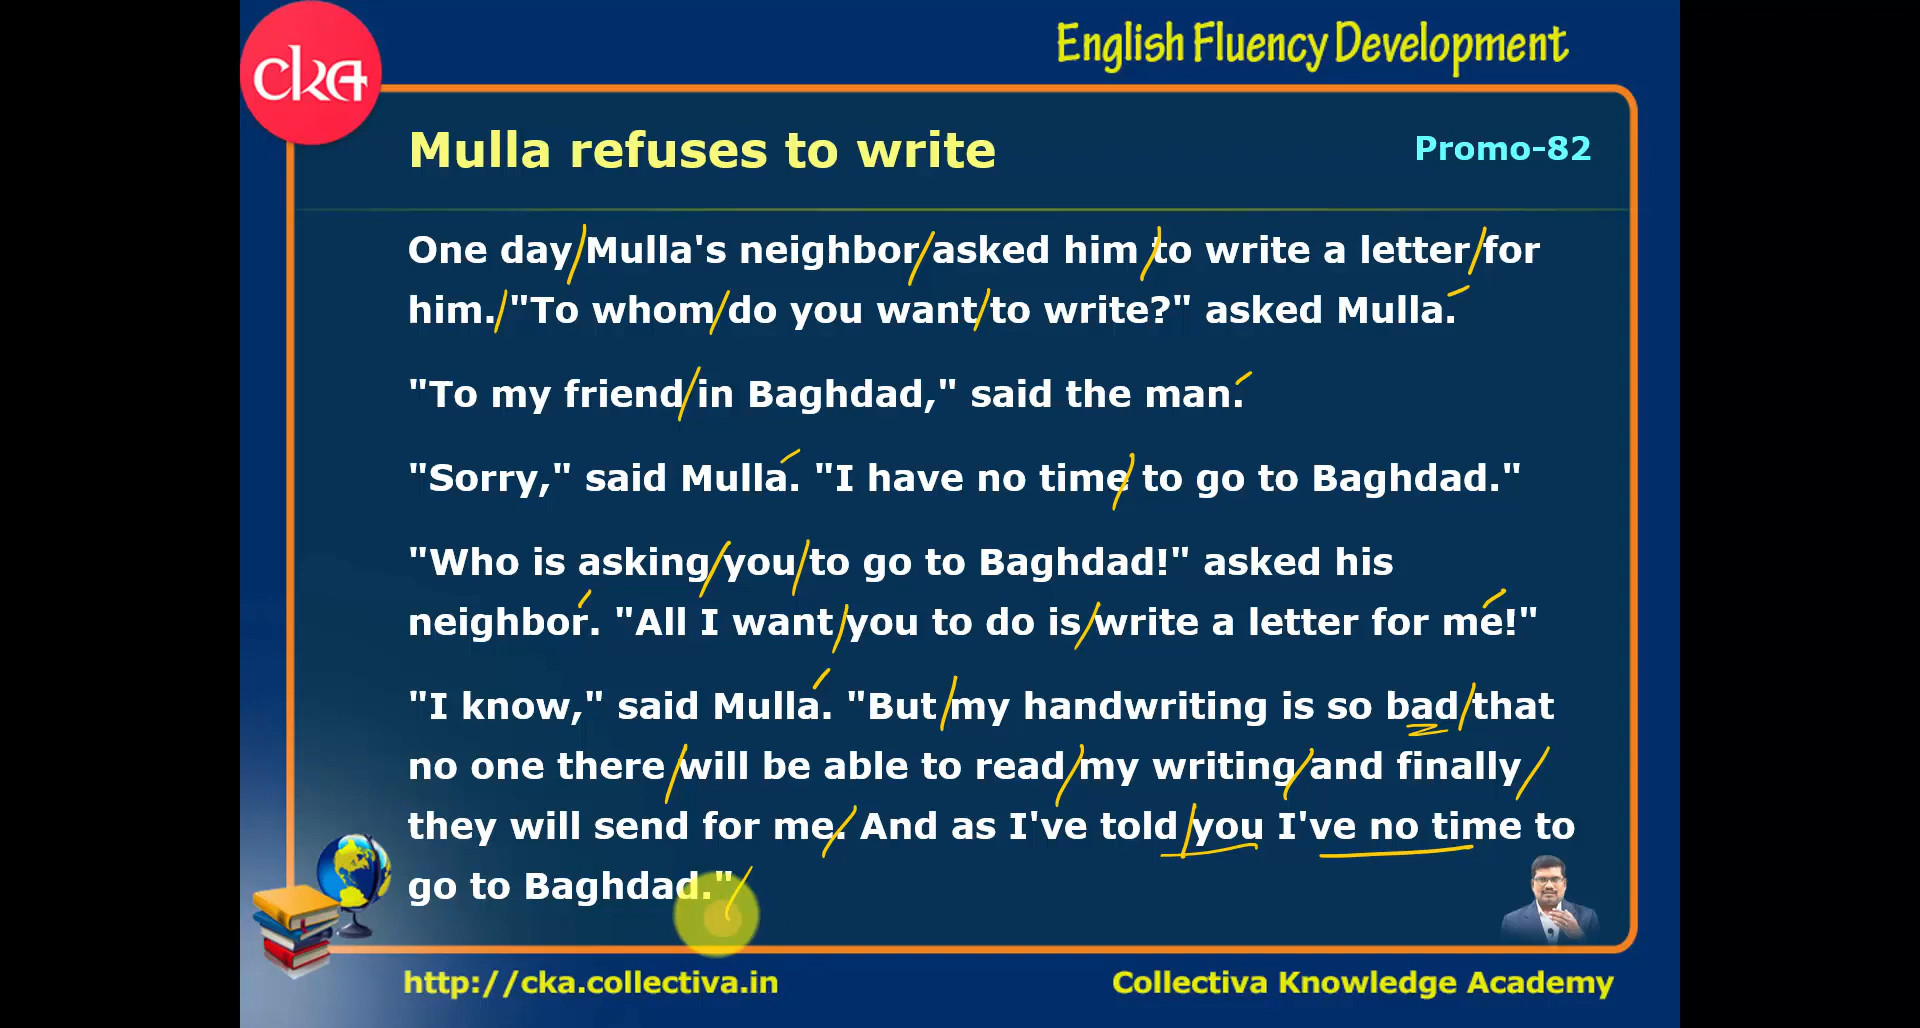 cka
English Fluency Development
Mulla refuses to write
Promo-82
One day Mulla's neighbor asked him to write a letter for
him. "To whom do you want to write?" asked Mulla.
"To my friend in Baghdad," said the man.
"Sorry," said Mulla. "I have no time to go to Baghdad."
"Who is asking you to go to Baghdad!" asked his
neighbor. "All I want you to do is write a letter for me!"
"I know," said Mulla. "But my handwriting is so bad that
no one there will be able to read my writing and finally
they will send for me. And as I've told you I've no time to
go to Baghdad."
http://cka.collectiva.in
Collectiva Knowledge Academy